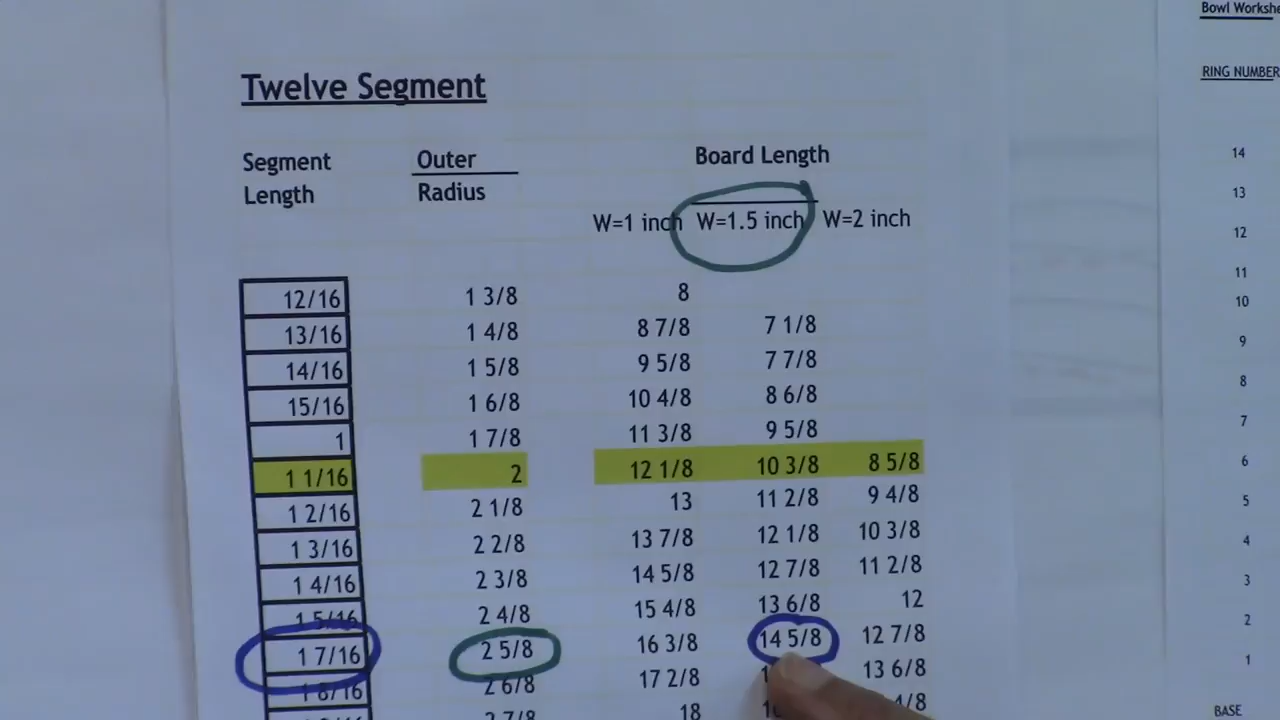 Twelve Segment
Segment Length
Outer Radius
Board Length
W=1 inch W=1.5 inch W=2 inch
12/16 1 3/8 8
13/16 1 4/8 8 7/8 7 1/8
14/16 1 5/8 9 5/8 7 7/8
15/16 1 6/8 10 4/8 8 6/8
1 1 7/8 11 3/8 9 5/8
1 1/16 2 12 1/8 10 3/8 8 5/8
1 2/16 2 1/8 13 11 2/8 9 4/8
1 3/16 2 2/8 13 7/8 12 1/8 10 3/8
1 4/16 2 3/8 14 5/8 12 7/8 11 2/8
1 5/16 2 4/8 15 4/8 13 6/8 12
1 7/16 2 5/8 16 3/8 14 5/8 12 7/8
1 8/16 2 6/8 17 2/8 13 6/8
2 7/8 18
Bowl
RING NUMBER
14
13
12
11
10
9
8
7
6
5
4
3
2
1
BASE